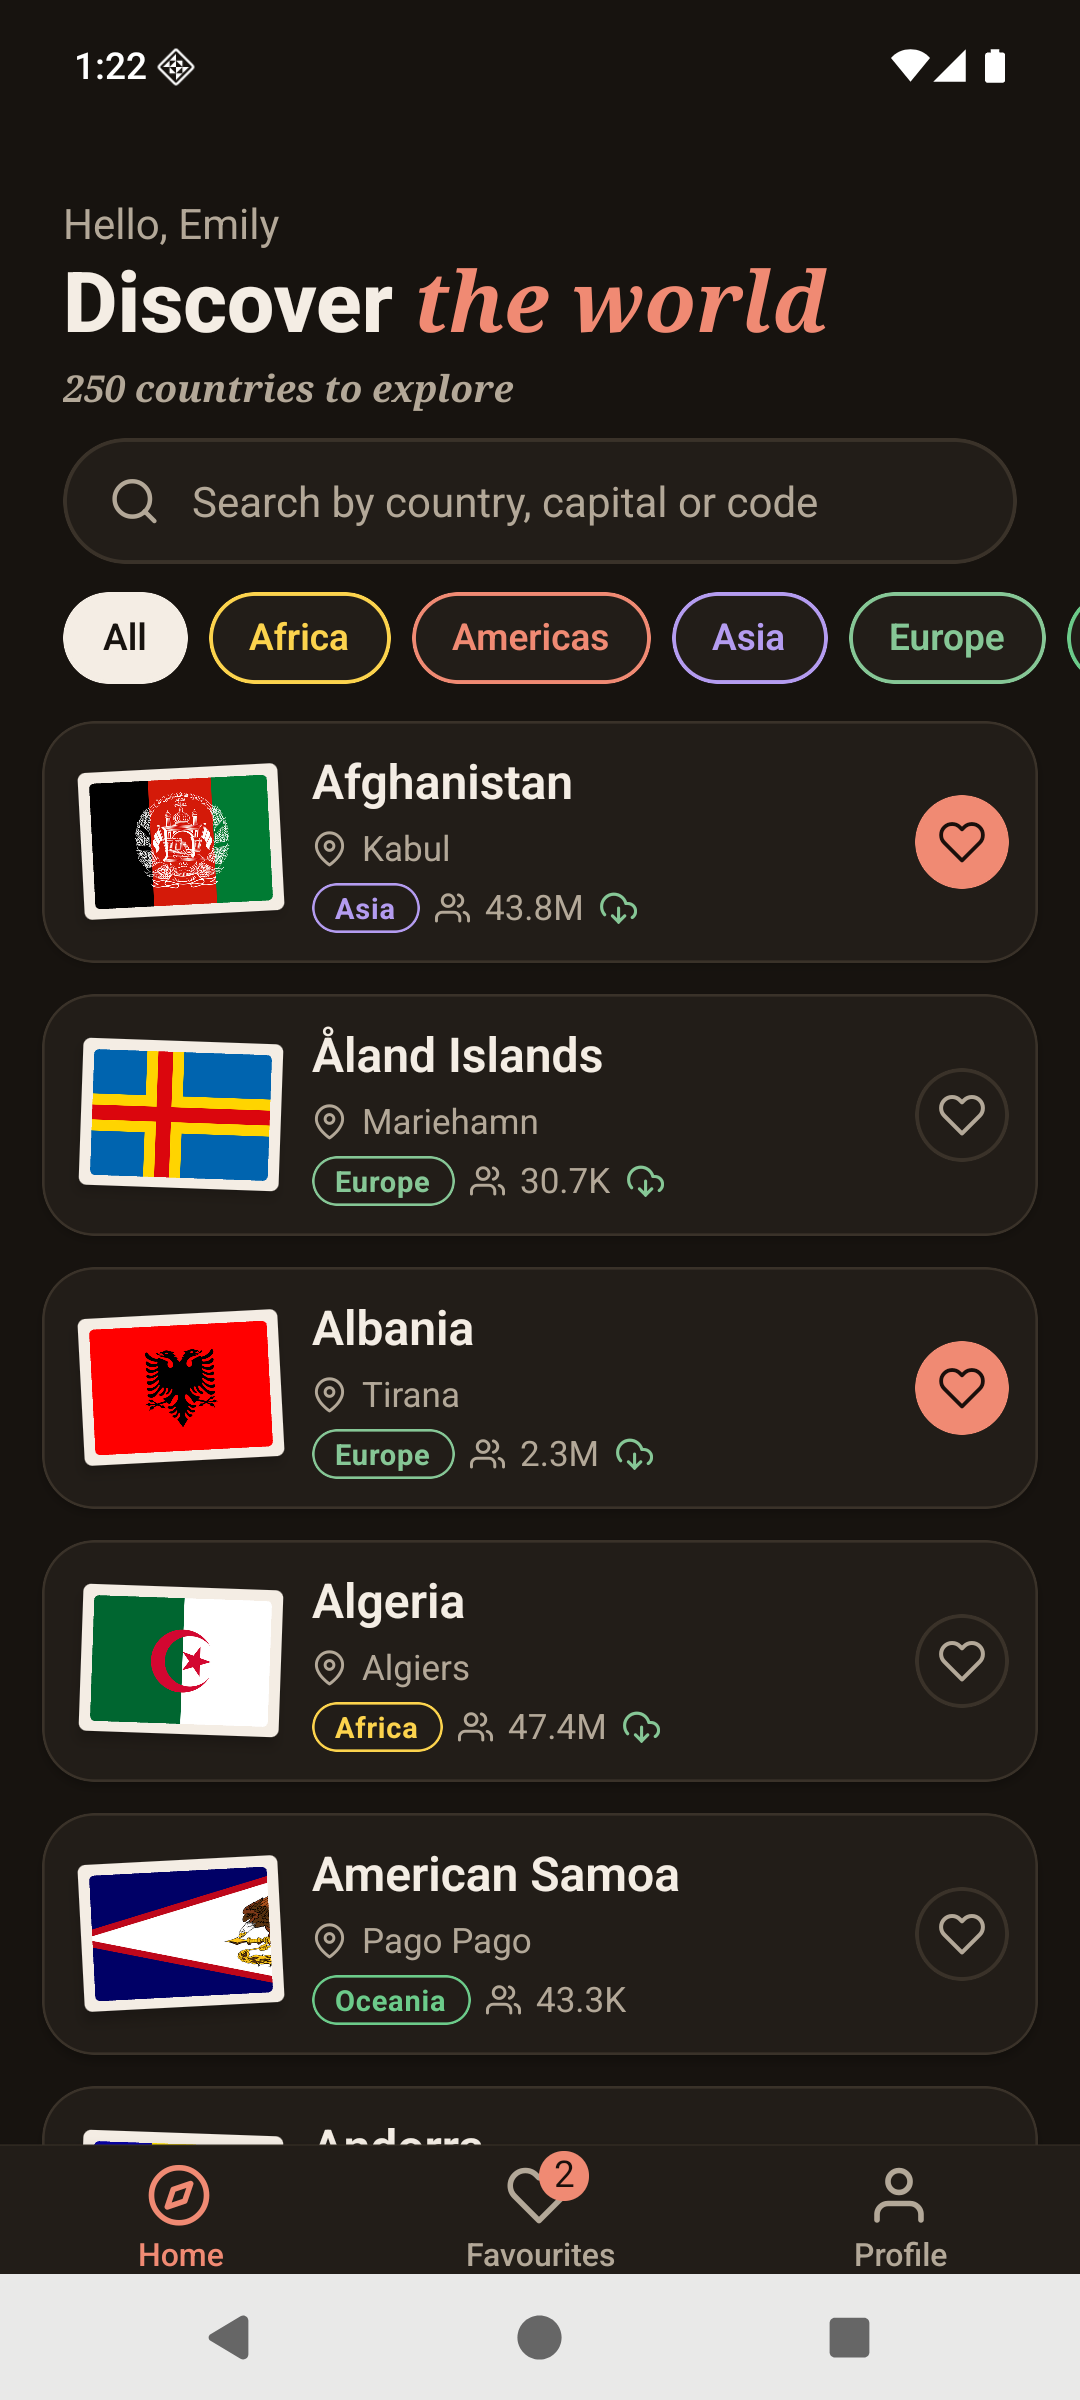 1:22
Hello, Emily
Discover the world
250 countries to explore
Search by country, capital or code
All Africa Americas Asia Europe
Afghanistan
Kabul
Asia 43.8M
Åland Islands
Mariehamn
Europe 30.7K
Albania
Tirana
Europe 2.3M
Algeria
Algiers
Africa 47.4M
American Samoa
Pago Pago
Oceania 43.3K
Andorra
2
Home Favourites Profile